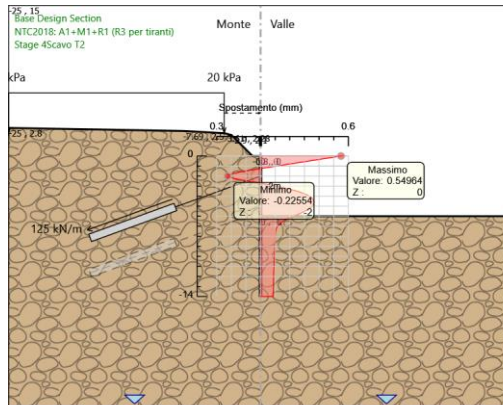 -25, 15
Base Design Section
NTC2018: A1+M1+R1 (R3 per tiranti)
Stage 4Scavo T2
Monte
Valle
kPa
20 kPa
Spostamento (mm)
0.3
0.6
-25, 2.8
0
Massimo
Valore: 0.54964
Z : 0
Minimo
Valore: -0.22554
Z : -2
125 kN/m
-14